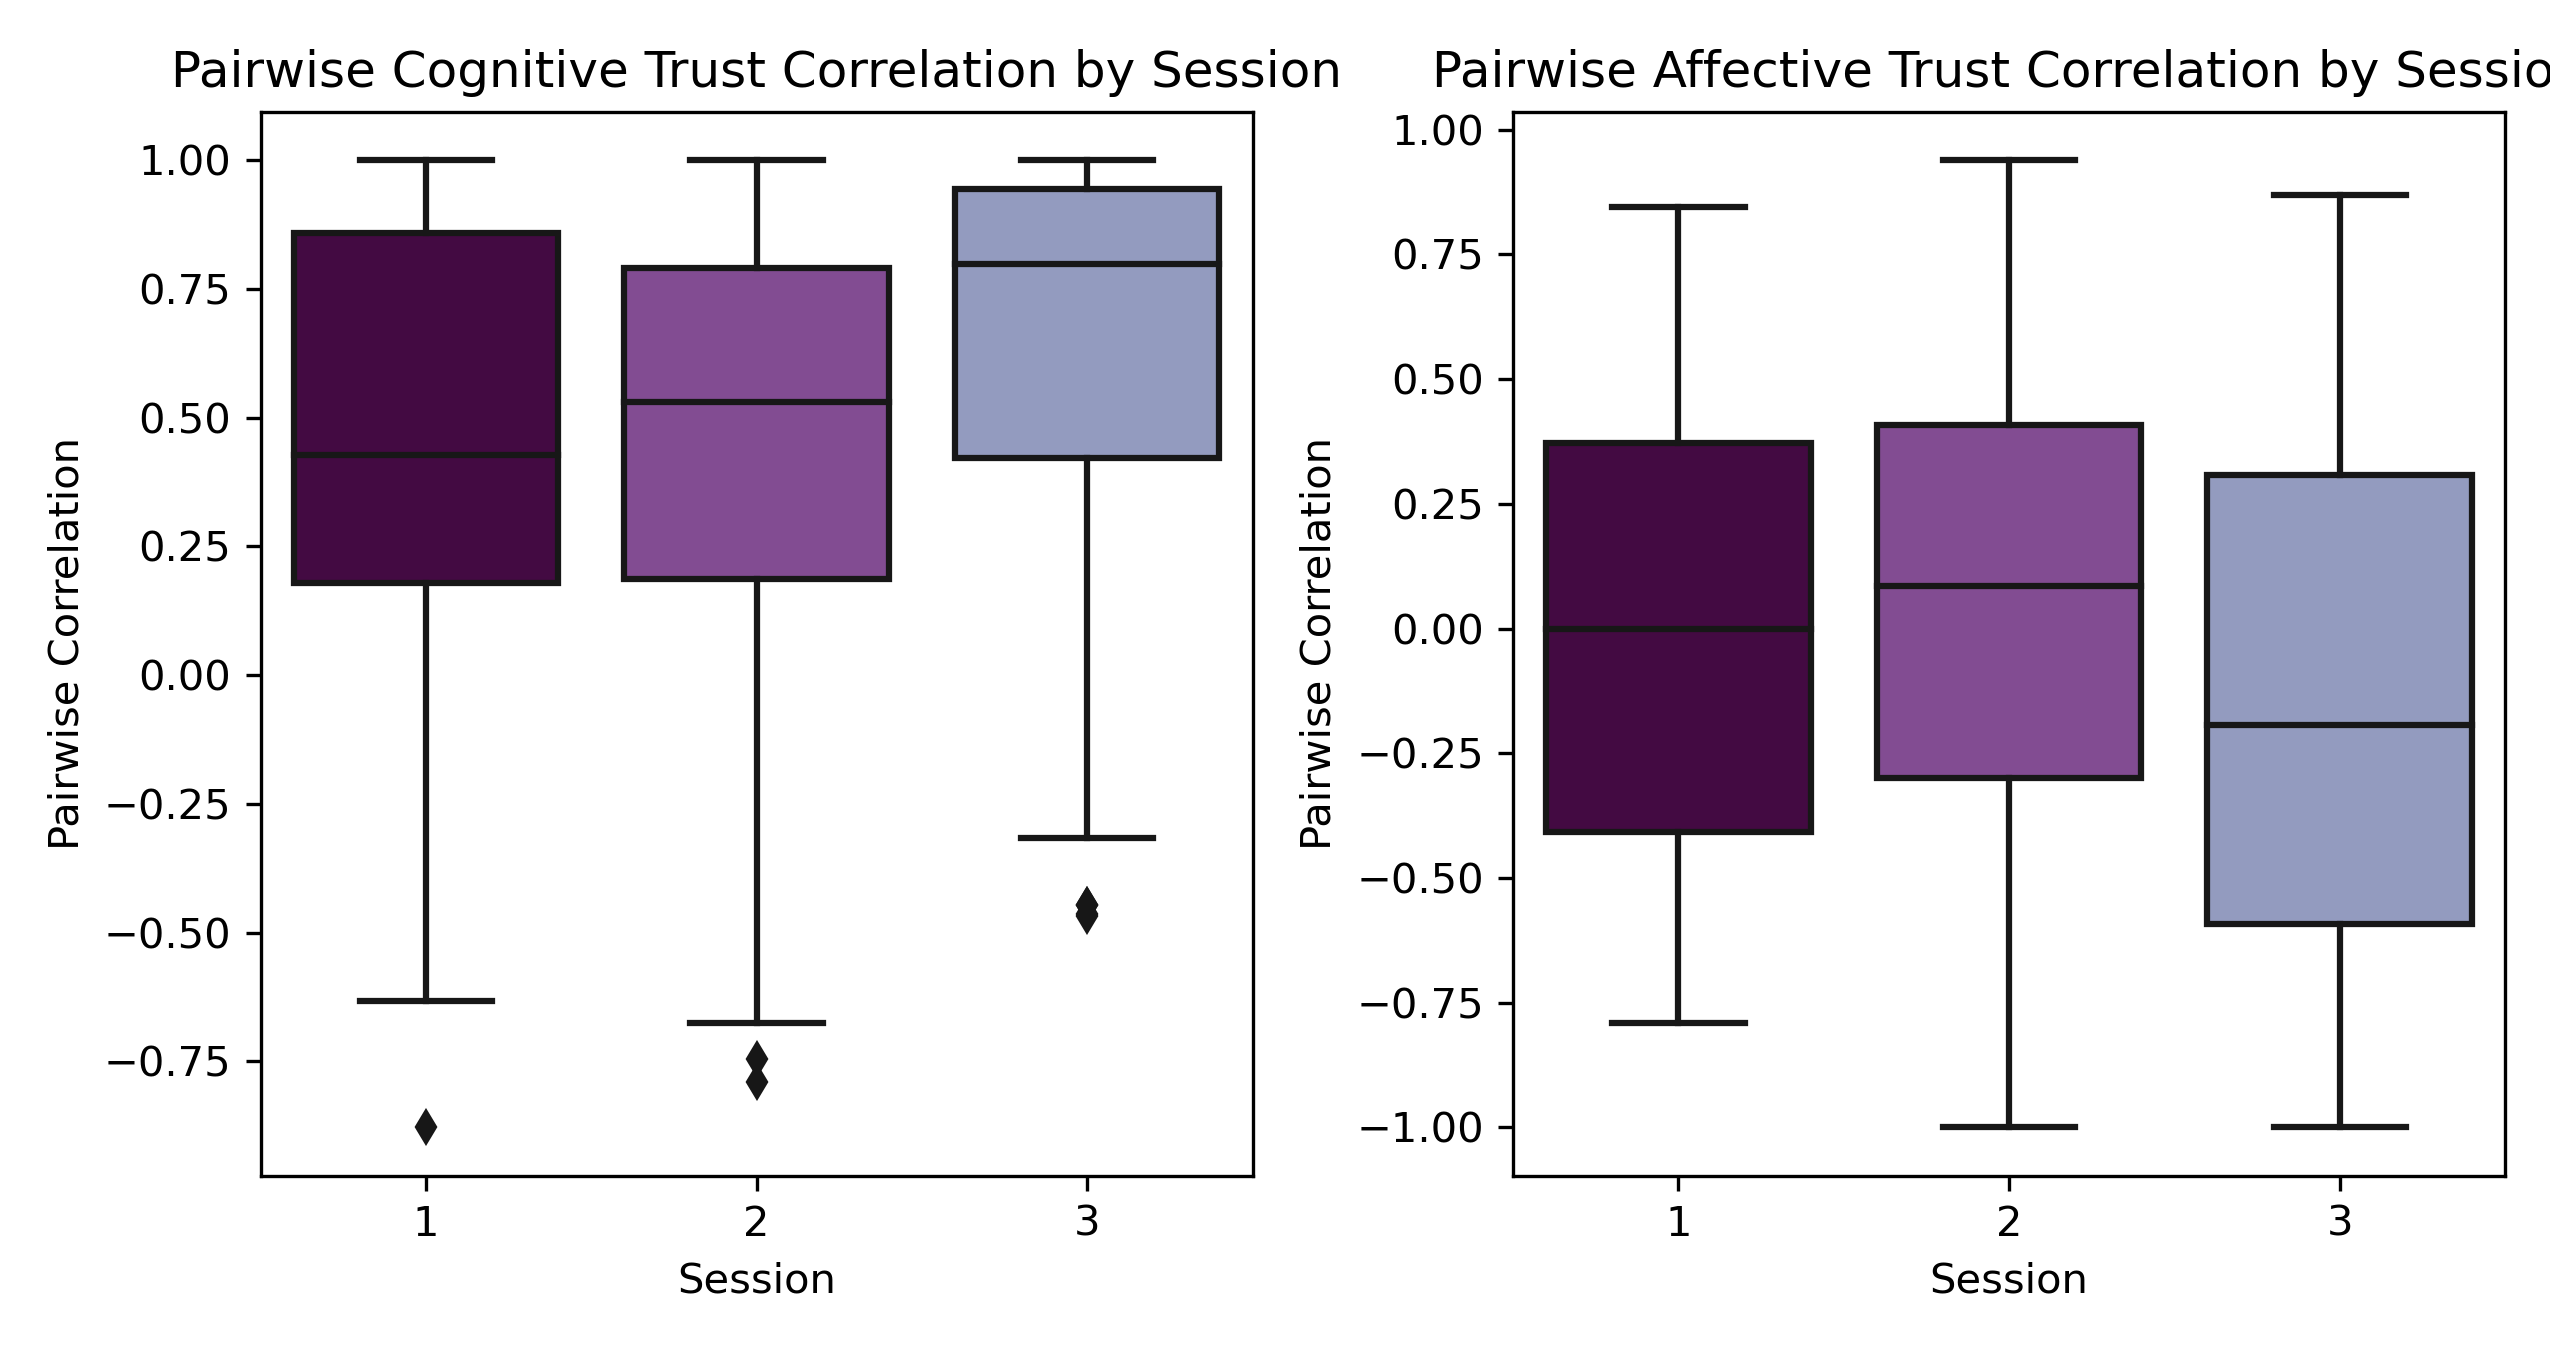 Pairwise Cognitive Trust Correlation by Session
1.00
0.75
0.50
0.25
0.00
−0.25
−0.50
−0.75
Pairwise Correlation
1 2 3
Session
Pairwise Affective Trust Correlation by Sessio
1.00
0.75
0.50
0.25
0.00
−0.25
−0.50
−0.75
−1.00
Pairwise Correlation
1 2 3
Session